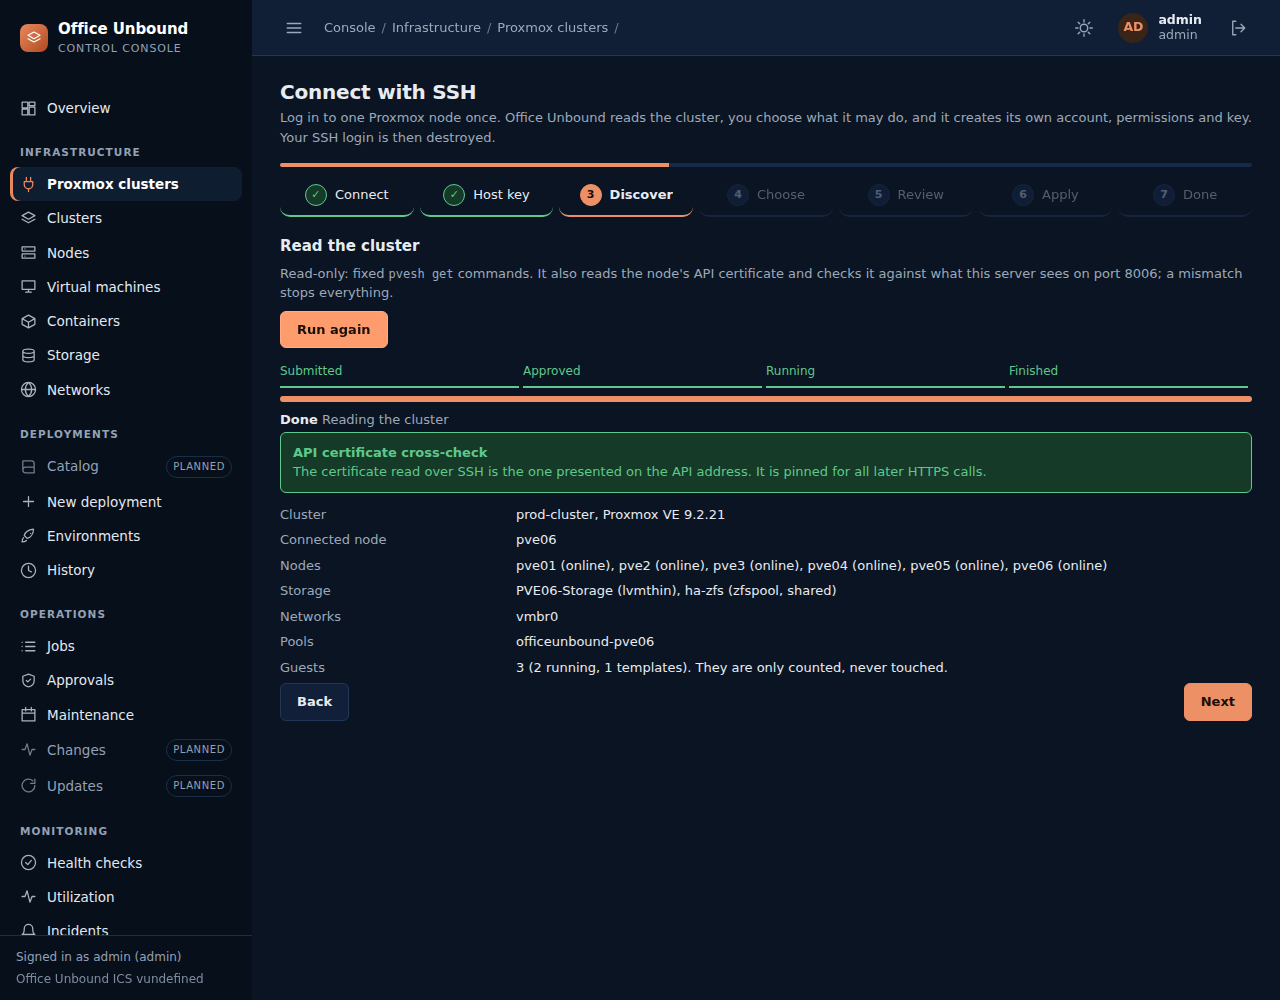 Office Unbound
CONTROL CONSOLE
Overview
INFRASTRUCTURE
Proxmox clusters
Clusters
Nodes
Virtual machines
Containers
Storage
Networks
DEPLOYMENTS
Catalog PLANNED
New deployment
Environments
History
OPERATIONS
Jobs
Approvals
Maintenance
Changes PLANNED
Updates PLANNED
MONITORING
Health checks
Utilization
Incidents
Signed in as admin (admin)
Office Unbound ICS vundefined
Console / Infrastructure / Proxmox clusters /
AD
admin
admin
Connect with SSH
Log in to one Proxmox node once. Office Unbound reads the cluster, you choose what it may do, and it creates its own account, permissions and key.
Your SSH login is then destroyed.
✓ Connect ✓ Host key 3 Discover 4 Choose 5 Review 6 Apply 7 Done
Read the cluster
Read-only: fixed pvesh get commands. It also reads the node's API certificate and checks it against what this server sees on port 8006; a mismatch
stops everything.
Run again
Submitted Approved Running Finished
Done Reading the cluster
API certificate cross-check
The certificate read over SSH is the one presented on the API address. It is pinned for all later HTTPS calls.
Cluster prod-cluster, Proxmox VE 9.2.21
Connected node pve06
Nodes pve01 (online), pve2 (online), pve3 (online), pve04 (online), pve05 (online), pve06 (online)
Storage PVE06-Storage (lvmthin), ha-zfs (zfspool, shared)
Networks vmbr0
Pools officeunbound-pve06
Guests 3 (2 running, 1 templates). They are only counted, never touched.
Back Next